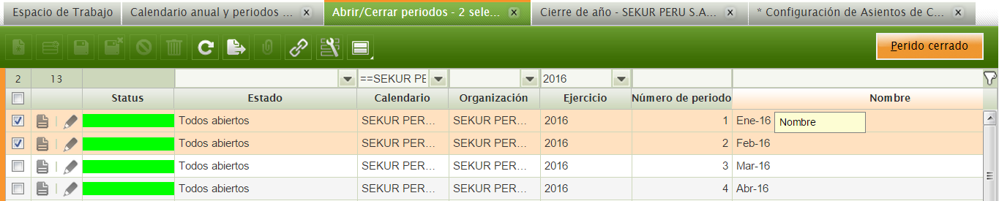 Espacio de Trabajo
Calendario anual y periodos ...
Abrir/Cerrar periodos - 2 sele...
Cierre de año - SEKUR PERU S.A...
* Configuración de Asientos de C...
Perido cerrado
2 13 ==SEKUR PE 2016
Status Estado Calendario Organización Ejercicio Número de periodo Nombre
Todos abiertos SEKUR PER... SEKUR PER... 2016 1 Ene-16
Nombre
Todos abiertos SEKUR PER... SEKUR PER... 2016 2 Feb-16
Todos abiertos SEKUR PER... SEKUR PER... 2016 3 Mar-16
Todos abiertos SEKUR PER... SEKUR PER... 2016 4 Abr-16